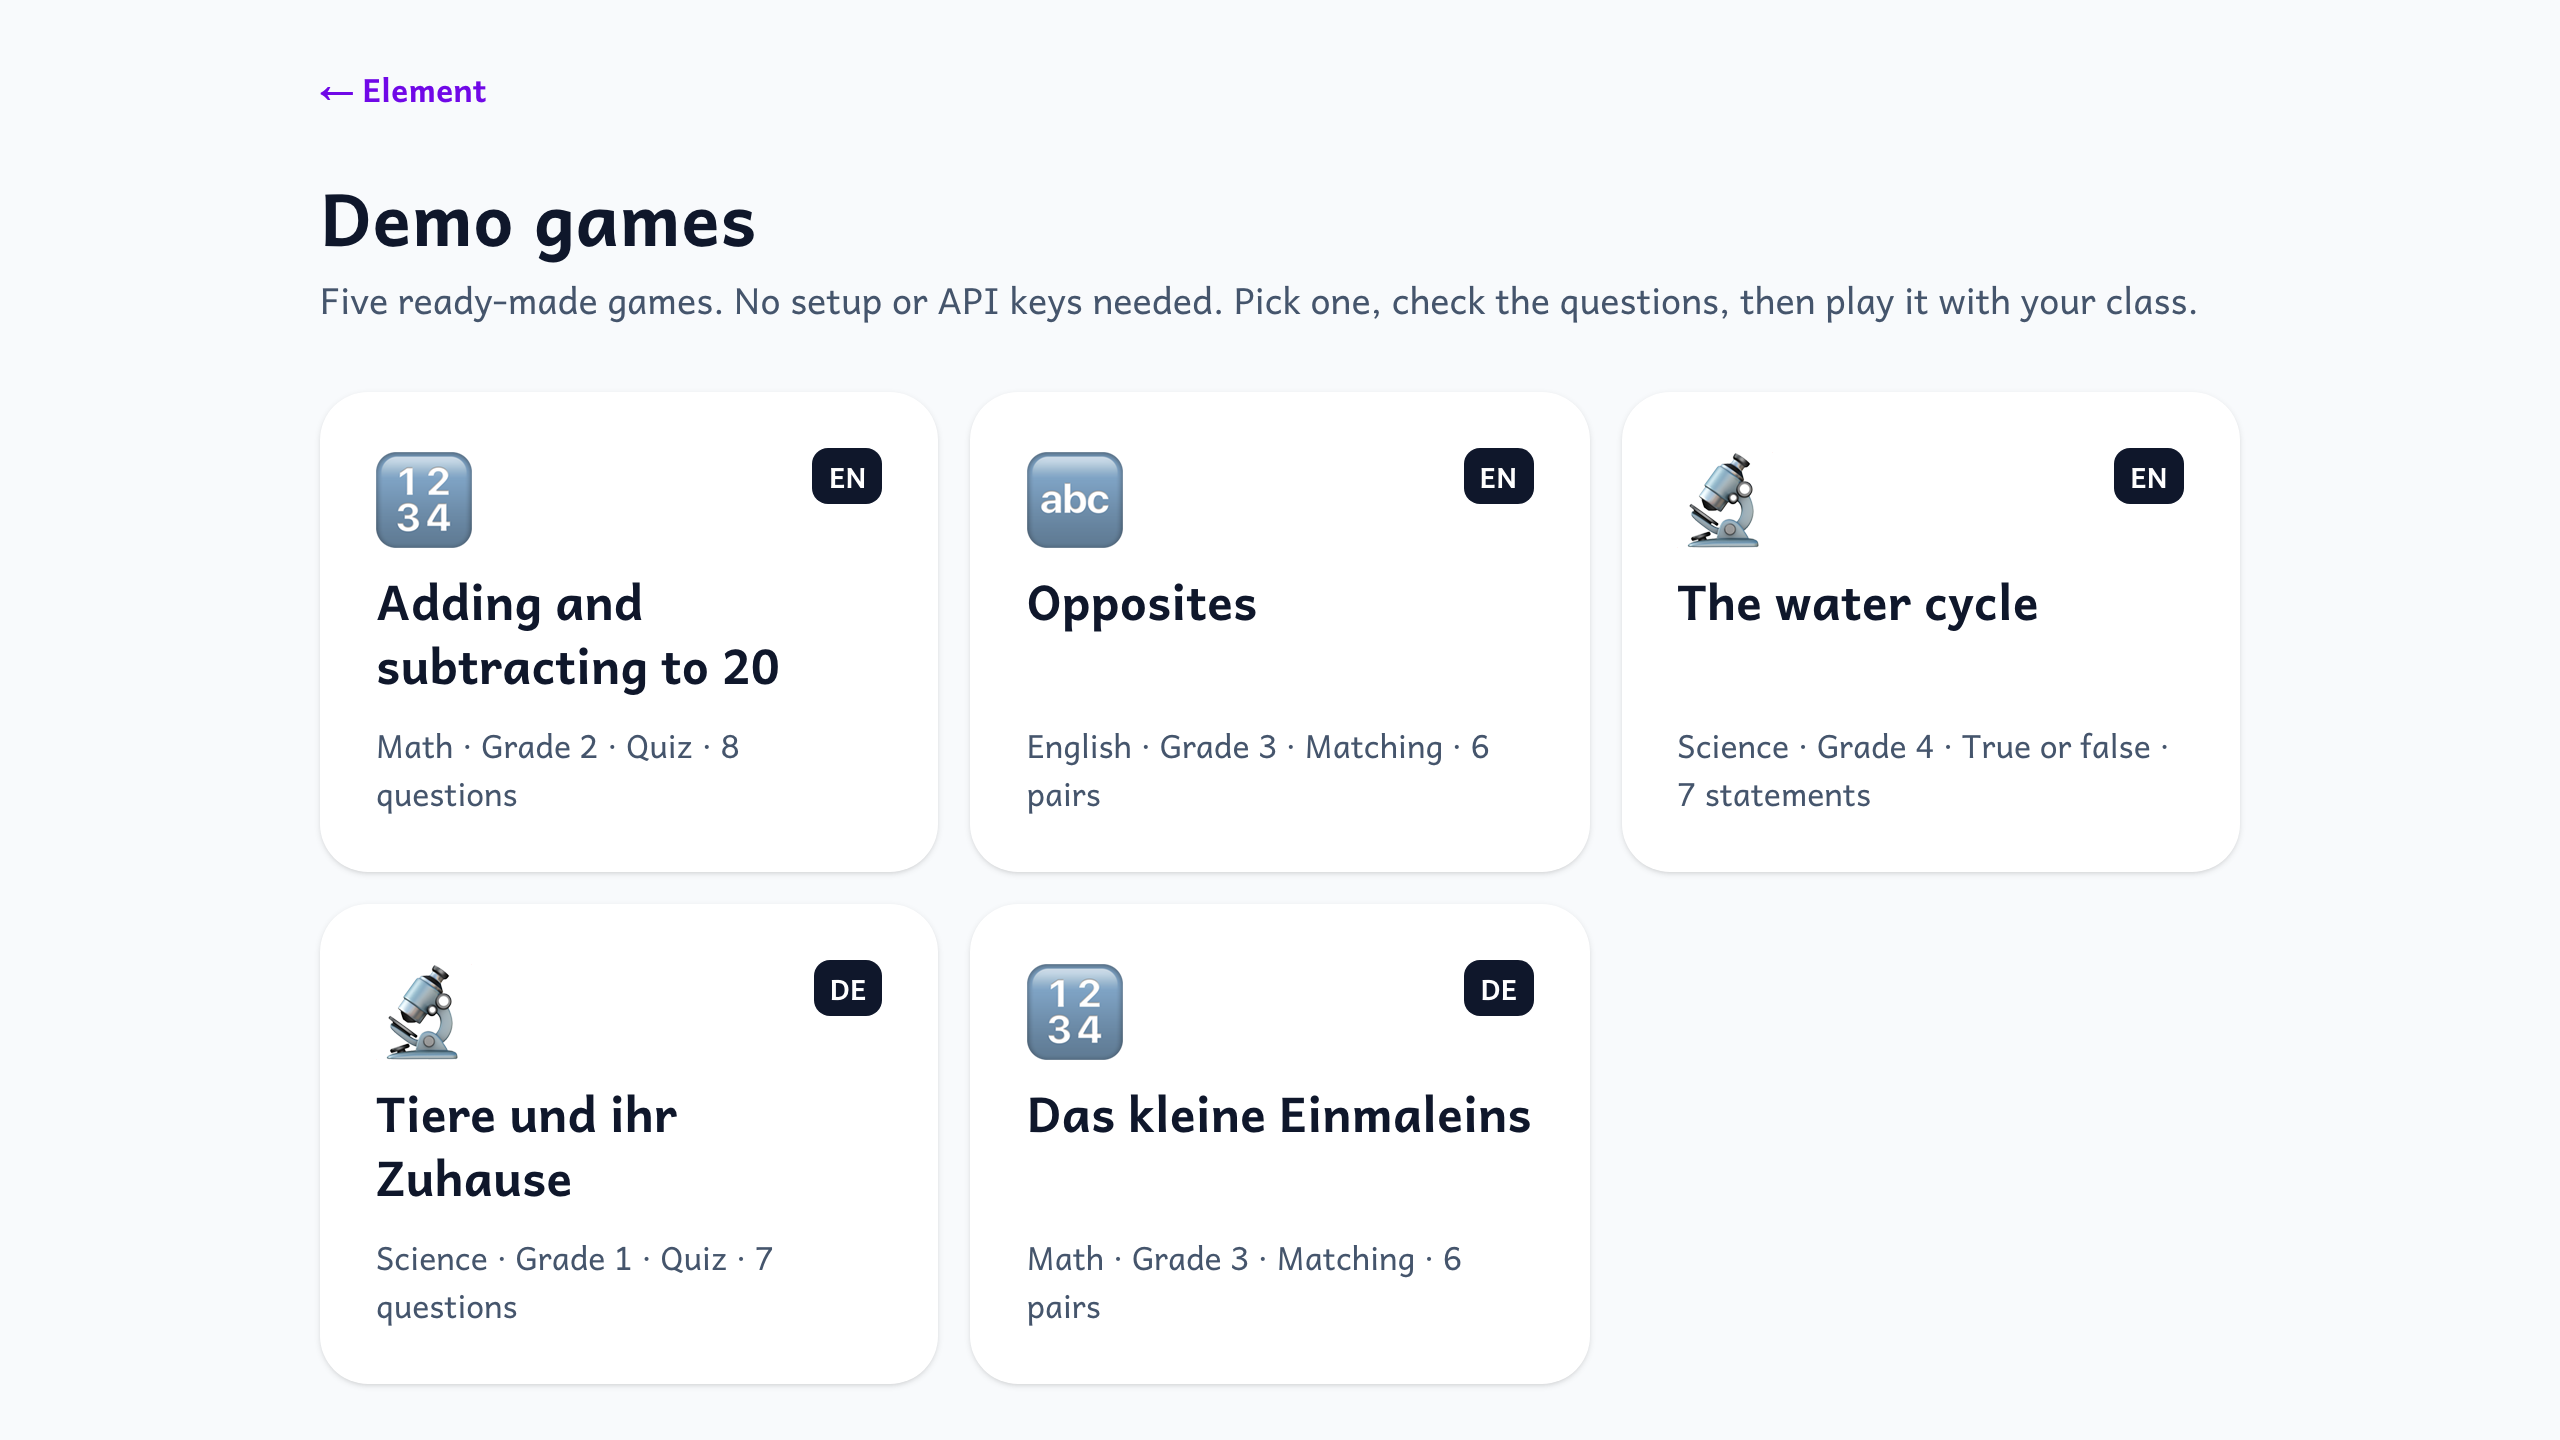 ← Element
Demo games
Five ready-made games. No setup or API keys needed. Pick one, check the questions, then play it with your class.
1 2
3 4
EN
Adding and
subtracting to 20
Math · Grade 2 · Quiz · 8
questions
abc
EN
Opposites
English · Grade 3 · Matching · 6
pairs
EN
The water cycle
Science · Grade 4 · True or false ·
7 statements
DE
Tiere und ihr
Zuhause
Science · Grade 1 · Quiz · 7
questions
1 2
3 4
DE
Das kleine Einmaleins
Math · Grade 3 · Matching · 6
pairs